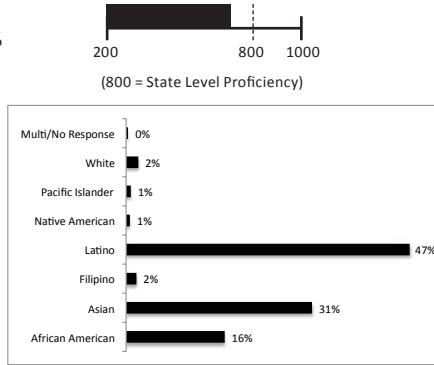 %
200 800 1000
(800 = State Level Proficiency)
Multi/No Response 0%
White 2%
Pacific Islander 1%
Native American 1%
Latino 47%
Filipino 2%
Asian 31%
African American 16%